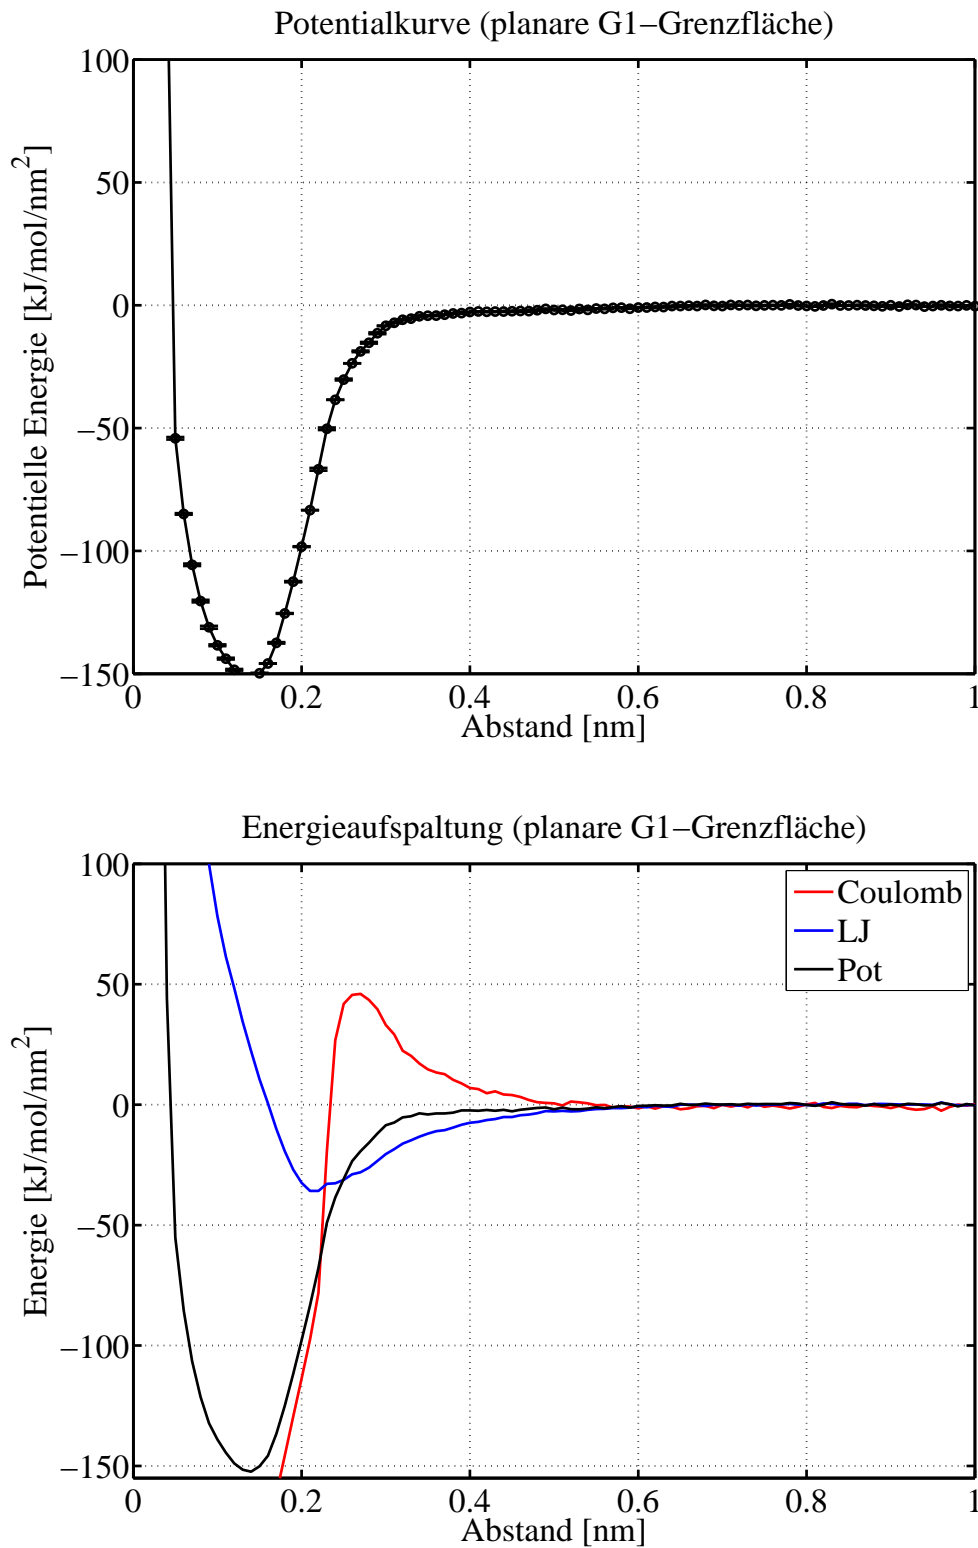 Potentialkurve (planare G1−Grenzfläche)
100
50
0
−50
−100
−150
Potentielle Energie [kJ/mol/nm²]
0 0.2 0.4 0.6 0.8 1
Abstand [nm]
Energieaufspaltung (planare G1−Grenzfläche)
100
50
0
−50
−100
−150
Energie [kJ/mol/nm²]
Coulomb
LJ
Pot
0 0.2 0.4 0.6 0.8 1
Abstand [nm]